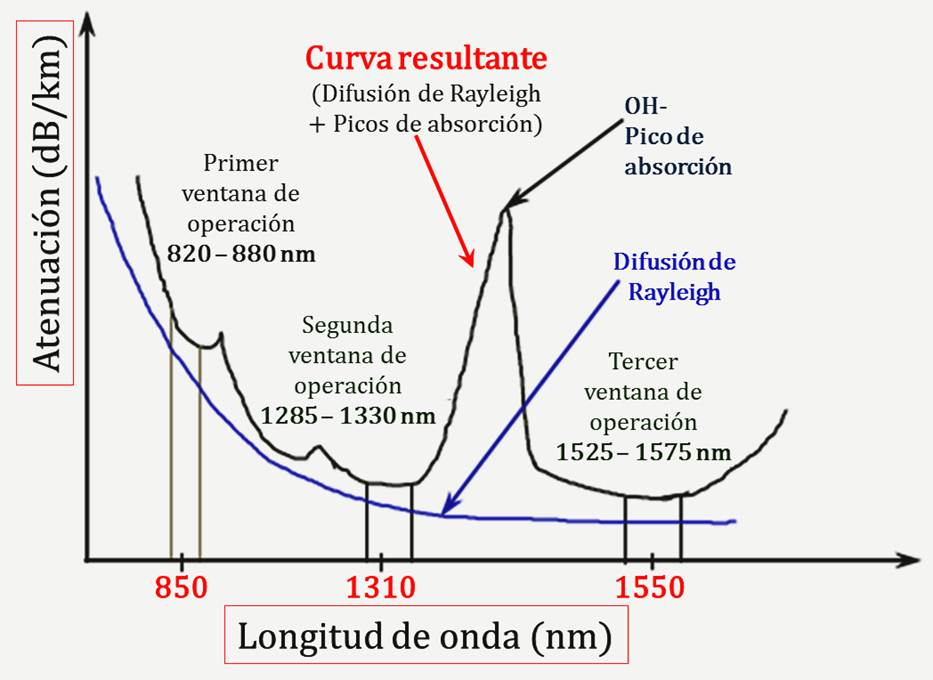 Atenuación (dB/km)
Curva resultante
(Difusión de Rayleigh
+ Picos de absorción)
OH-
Pico de
absorción
Primer
ventana de
operación
820 – 880 nm
Difusión de
Rayleigh
Segunda
ventana de
operación
1285 – 1330 nm
Tercer
ventana de
operación
1525 – 1575 nm
850
1310
1550
Longitud de onda (nm)